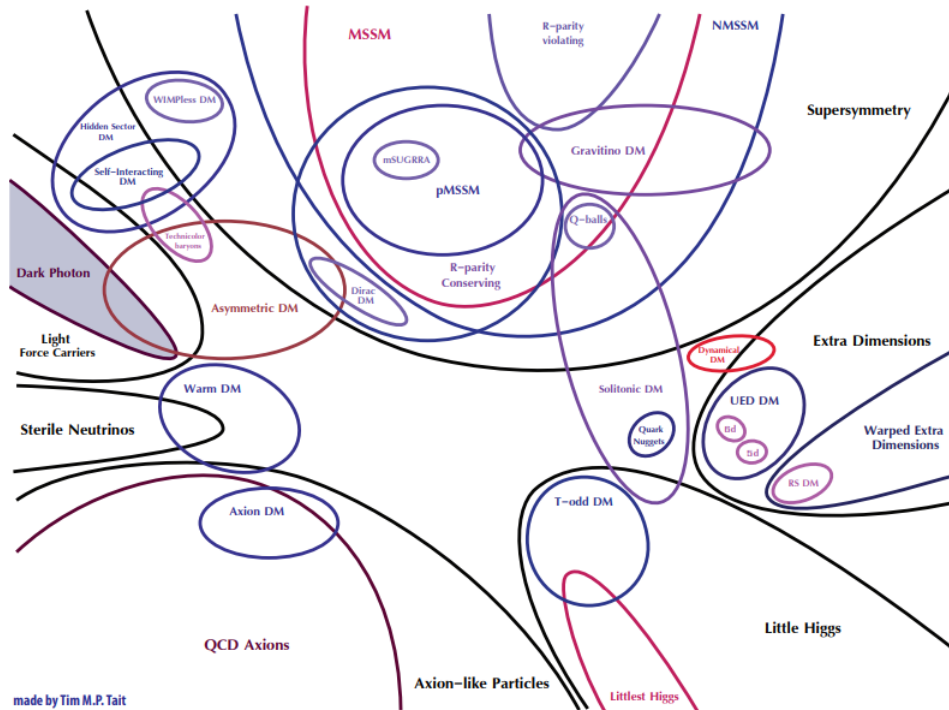 MSSM
R-parity
violating
NMSSM
WIMPless DM
Supersymmetry
Hidden Sector
DM
Self-Interacting
DM
mSUGRRA
pMSSM
Gravitino DM
Q-balls
Technicolor
baryons
Dark Photon
R-parity
Conserving
Dirac
DM
Asymmetric DM
Light
Force Carriers
Extra Dimensions
Dynamical
DM
Warm DM
Solitonic DM
UED DM
Sterile Neutrinos
Quark
Nuggets
Warped Extra
Dimensions
RS DM
Axion DM
T-odd DM
Little Higgs
QCD Axions
Axion-like Particles
Littlest Higgs
made by Tim M.P. Tait